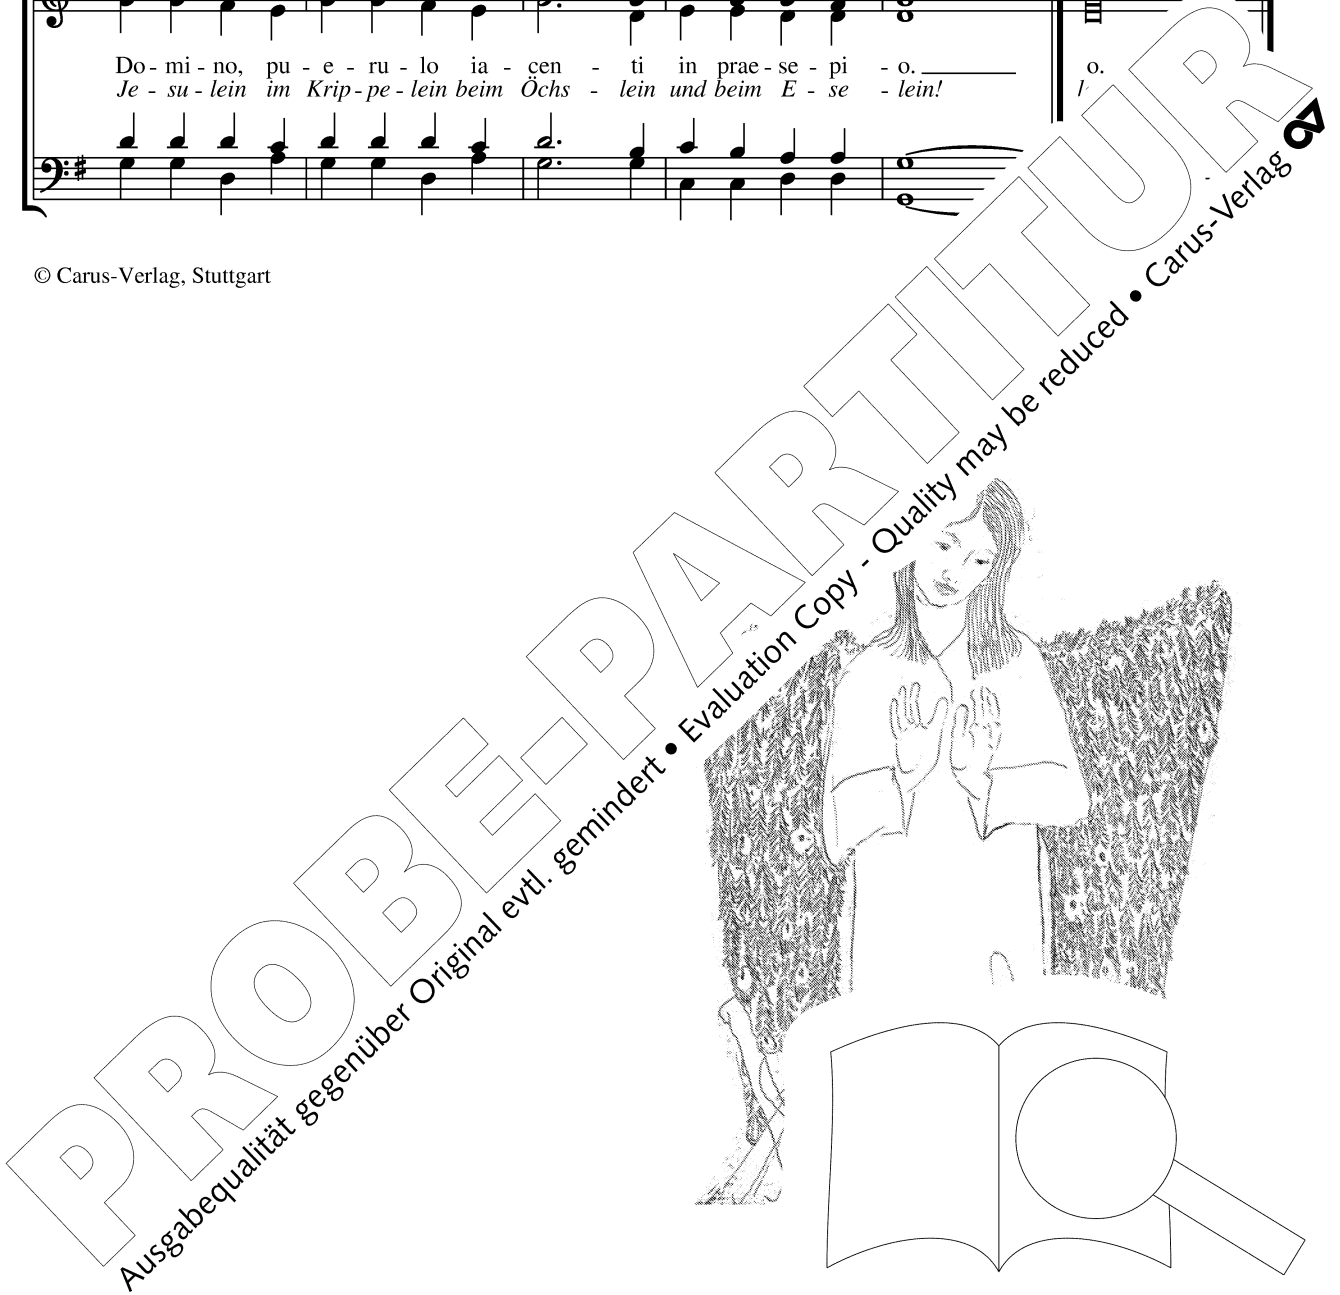 Do - mi - no, pu - e - ru - lo ia - cen - ti in prae - se - pi - o. o.
Je - su - lein im Krip - pe - lein beim Öchs - lein und beim E - se - lein!
© Carus-Verlag, Stuttgart
PROBE-PARTITUR
Ausgabequalität gegenüber Original evtl. gemindert • Evaluation Copy - Quality may be reduced • Carus-Verlag